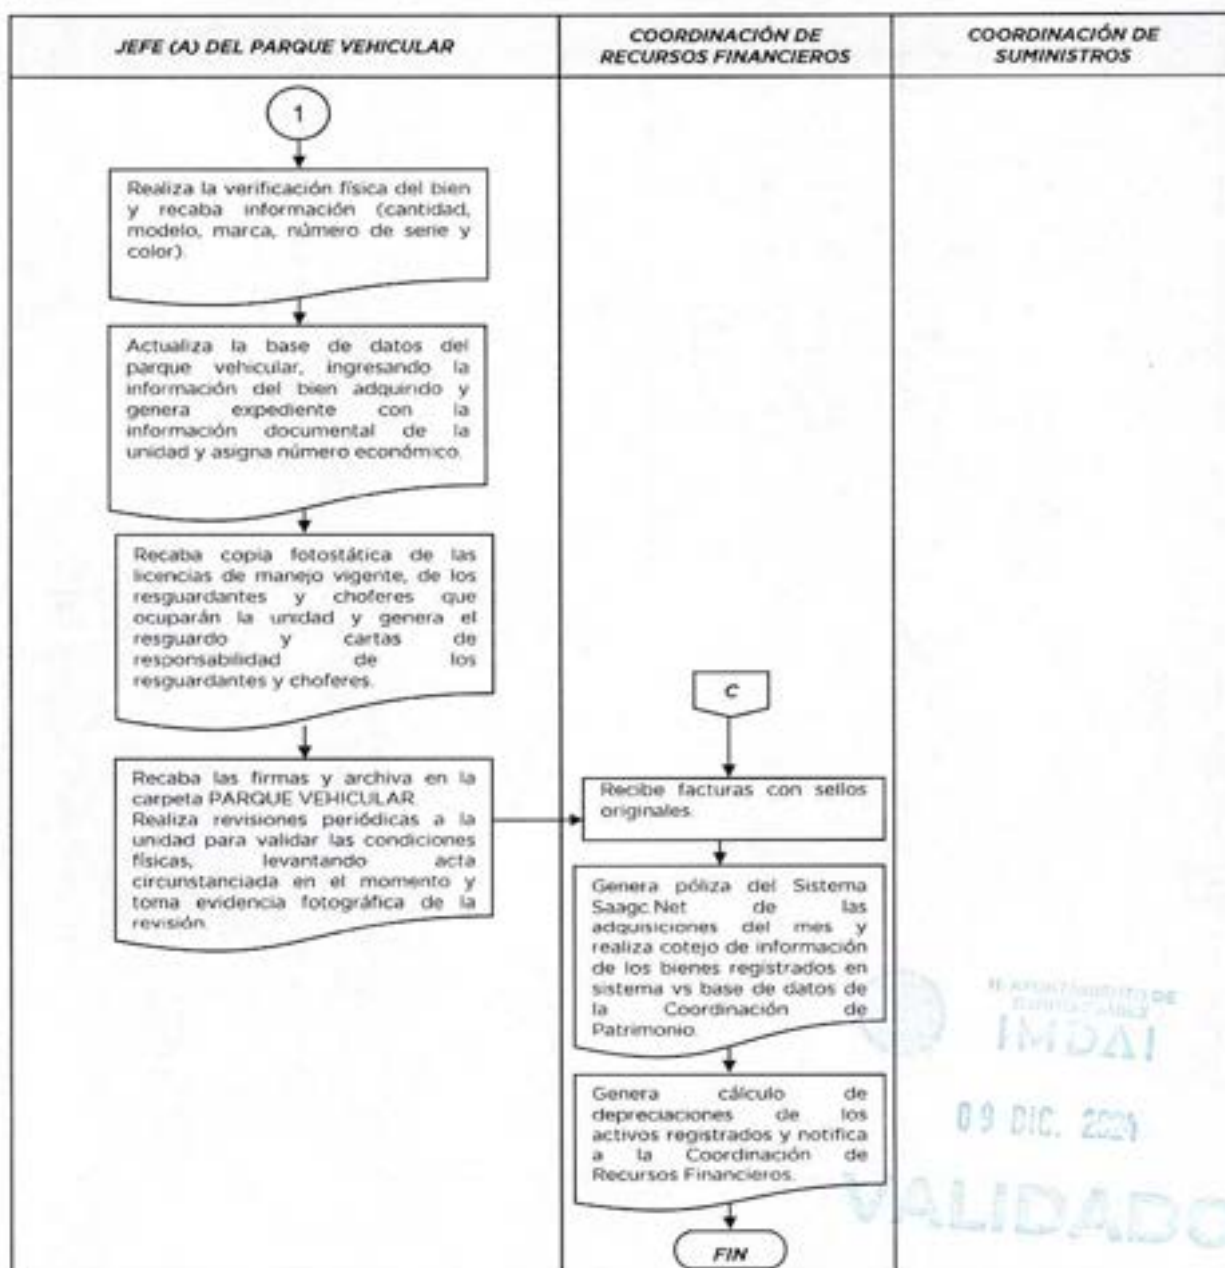 JEFE (A) DEL PARQUE VEHICULAR
COORDINACIÓN DE
RECURSOS FINANCIEROS
COORDINACIÓN DE
SUMINISTROS
1
Realiza la verificación física del bien
y recaba información (cantidad,
modelo, marca, número de serie y
color).
Actualiza la base de datos del
parque vehicular, ingresando la
información del bien adquirido y
genera expediente con la
información documental de la
unidad y asigna número económico.
Recaba copia fotostática de las
licencias de manejo vigente, de los
resguardantes y choferes que
ocuparán la unidad y genera el
resguardo y cartas de
responsabilidad de los
resguardantes y choferes.
Recaba las firmas y archiva en la
carpeta PARQUE VEHICULAR.
Realiza revisiones periódicas a la
unidad para validar las condiciones
físicas, levantando acta
circunstanciada en el momento y
toma evidencia fotográfica de la
revisión.
C
Recibe facturas con sellos
originales.
Genera póliza del Sistema
Saagc.Net de las
adquisiciones del mes y
realiza cotejo de información
de los bienes registrados en
sistema vs base de datos de
la Coordinación de
Patrimonio.
Genera cálculo de
depreciaciones de los
activos registrados y notifica
a la Coordinación de
Recursos Financieros.
FIN
09 DIC. 
VALIDADO